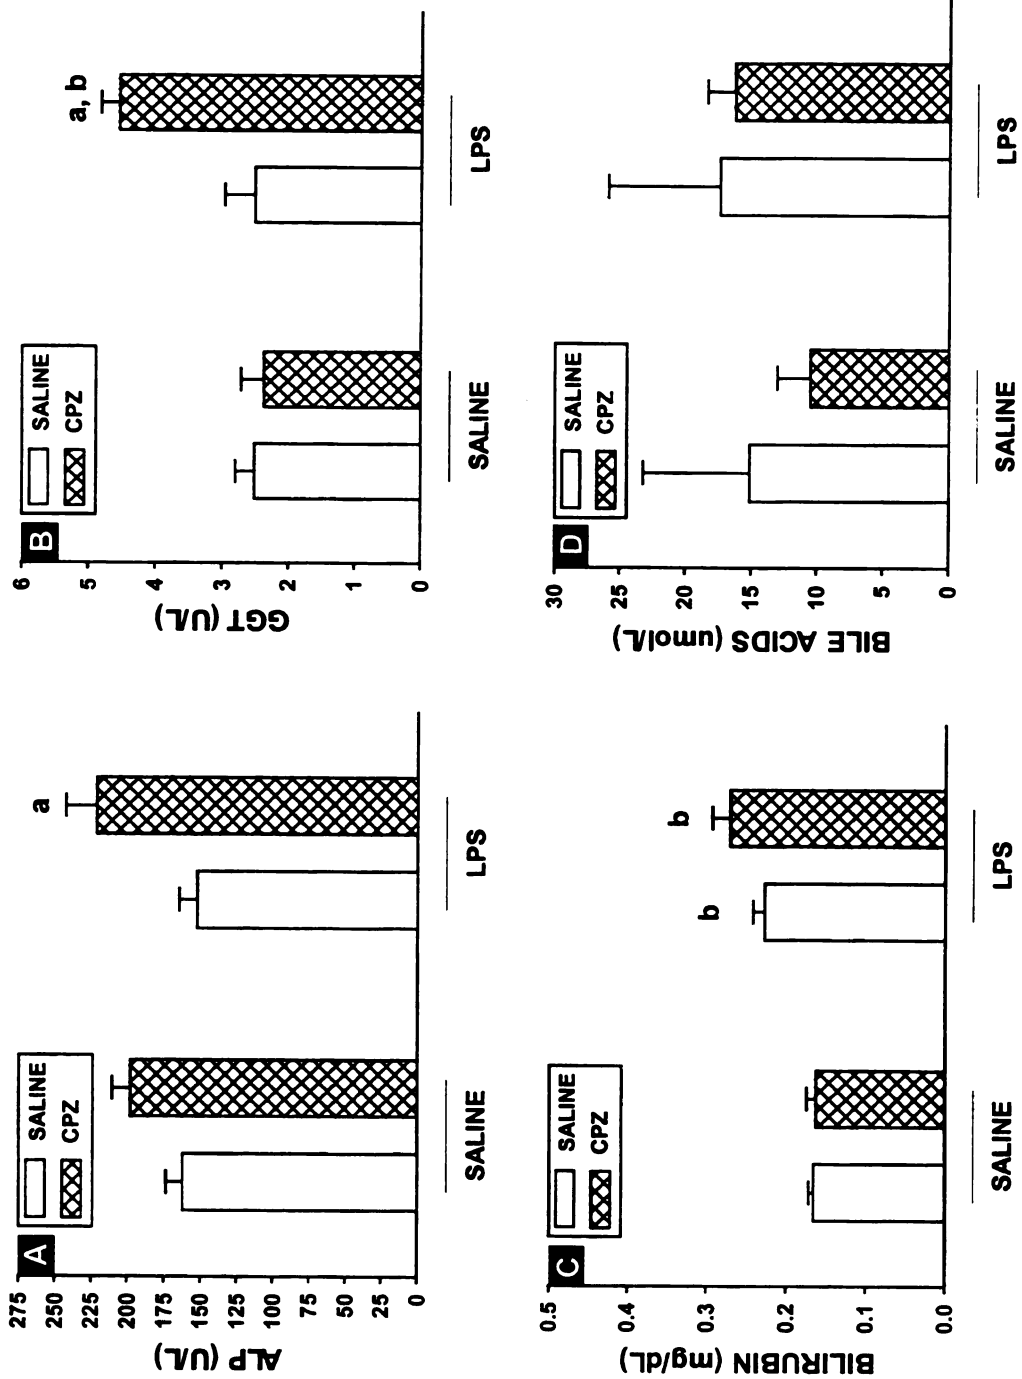 A
SALINE
CPZ
275
250
225
200
175
150
125
100
75
50
25
0
ALP (U/L)
a
SALINE
LPS
B
SALINE
CPZ
6
5
4
3
2
1
0
GGT (U/L)
a, b
SALINE
LPS
C
SALINE
CPZ
0.5
0.4
0.3
0.2
0.1
0.0
BILIRUBIN (mg/dL)
b
b
SALINE
LPS
D
SALINE
CPZ
30
25
20
15
10
5
0
BILE ACIDS (umol/L)
SALINE
LPS